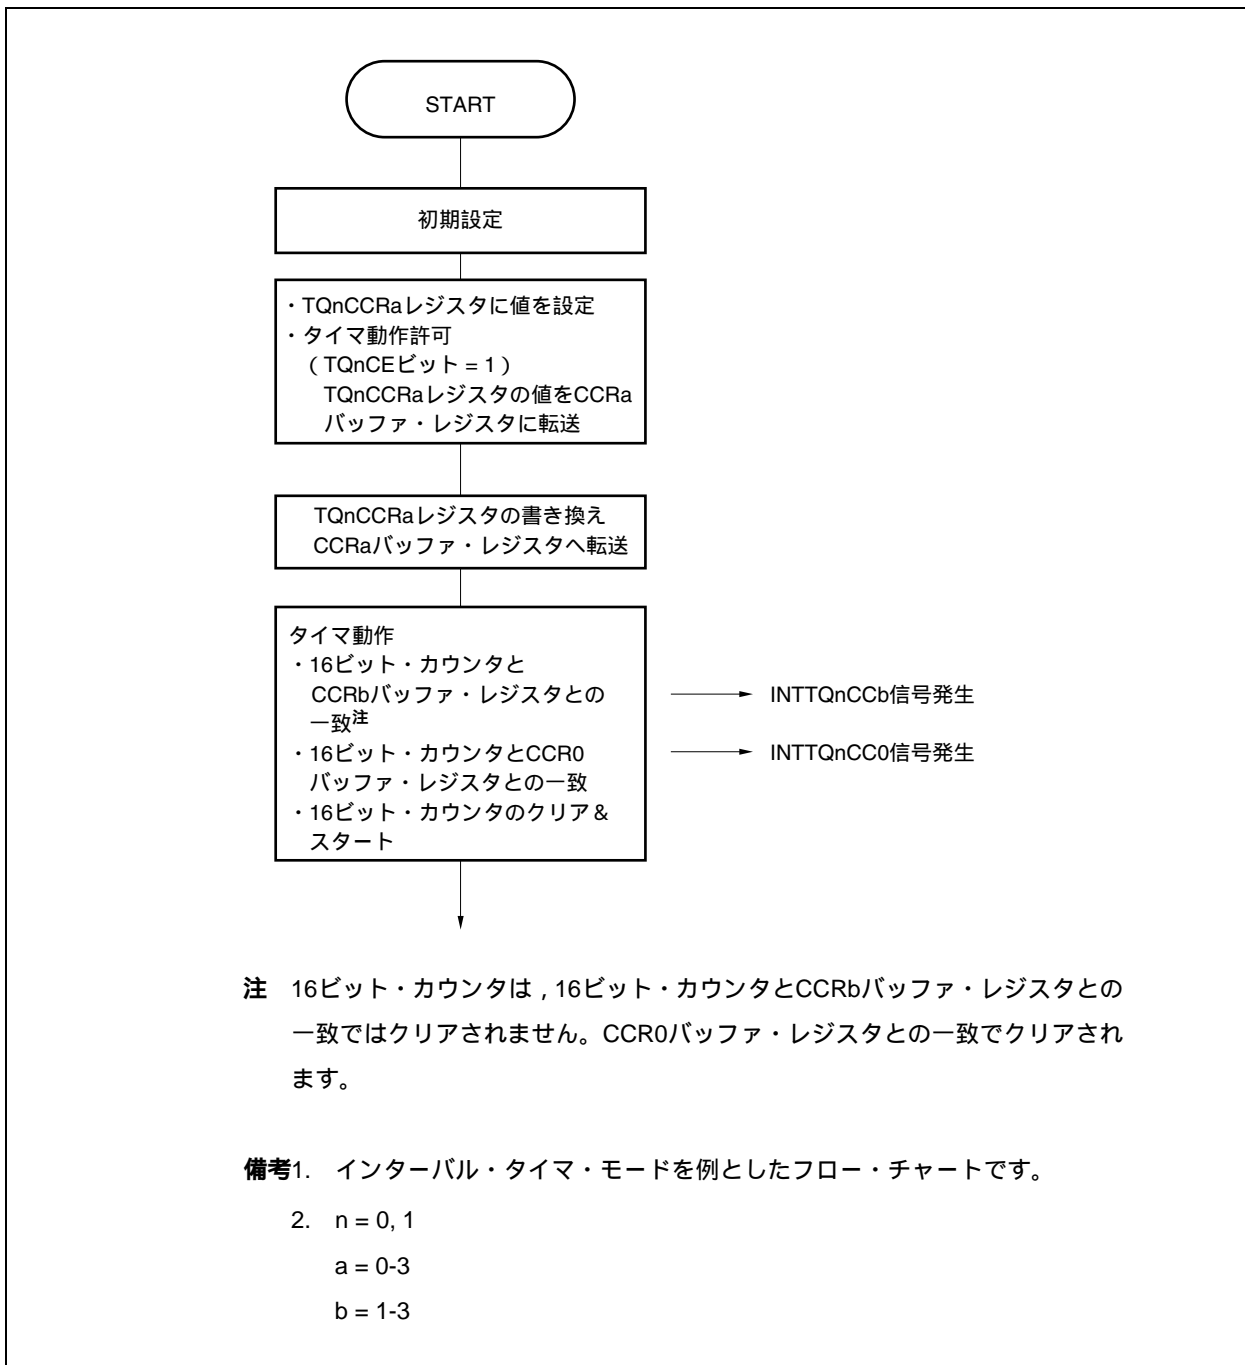 START
初期設定
・TQnCCRaレジスタに値を設定
・タイマ動作許可
（TQnCEビット = 1）
TQnCCRaレジスタの値をCCRa
バッファ・レジスタに転送
TQnCCRaレジスタの書き換え
CCRaバッファ・レジスタへ転送
タイマ動作
・16ビット・カウンタと
CCRbバッファ・レジスタとの
一致注
・16ビット・カウンタとCCR0
バッファ・レジスタとの一致
・16ビット・カウンタのクリア＆
スタート
INTTQnCCb信号発生
INTTQnCC0信号発生
注 16ビット・カウンタは，16ビット・カウンタとCCRbバッファ・レジスタとの
一致ではクリアされません。CCR0バッファ・レジスタとの一致でクリアされ
ます。
備考1. インターバル・タイマ・モードを例としたフロー・チャートです。
2. n = 0, 1
a = 0-3
b = 1-3